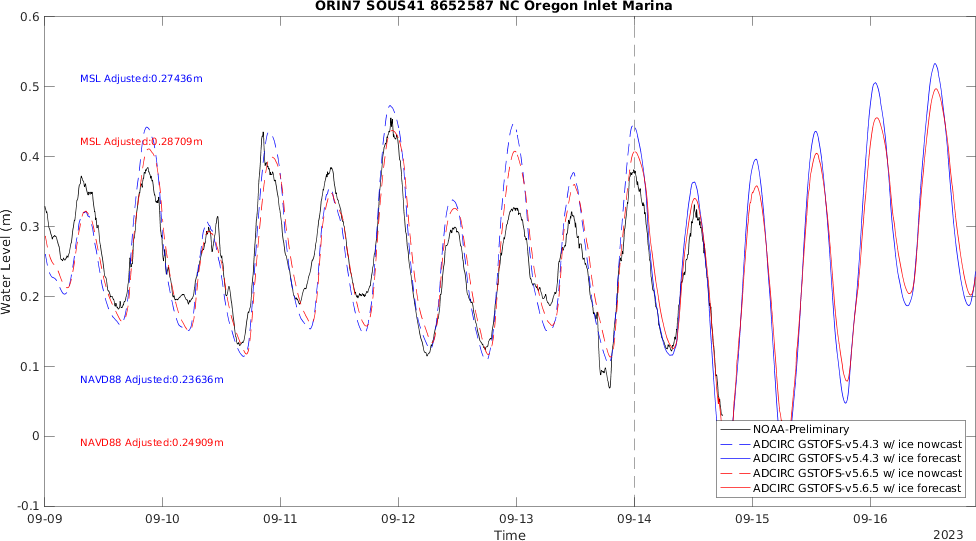 ORIN7 SOUS41 8652587 NC Oregon Inlet Marina
0.6
0.5
0.4
0.3
0.2
0.1
0
-0.1
Water Level (m)
MSL Adjusted:0.27436m
MSL Adjusted:0.28709m
NAVD88 Adjusted:0.23636m
NAVD88 Adjusted:0.24909m
NOAA-Preliminary
ADCIRC GSTOFS-v5.4.3 w/ ice nowcast
ADCIRC GSTOFS-v5.4.3 w/ ice forecast
ADCIRC GSTOFS-v5.6.5 w/ ice nowcast
ADCIRC GSTOFS-v5.6.5 w/ ice forecast
09-09 09-10 09-11 09-12 09-13 09-14 09-15 09-16
Time
2023